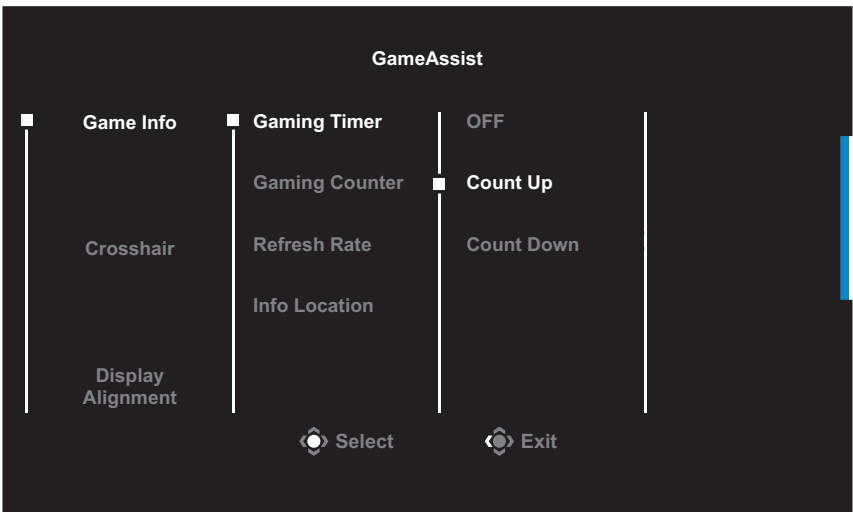 GameAssist
Game Info
Crosshair
Display
Alignment
Gaming Timer
Gaming Counter
Refresh Rate
Info Location
OFF
Count Up
Count Down
Select
Exit